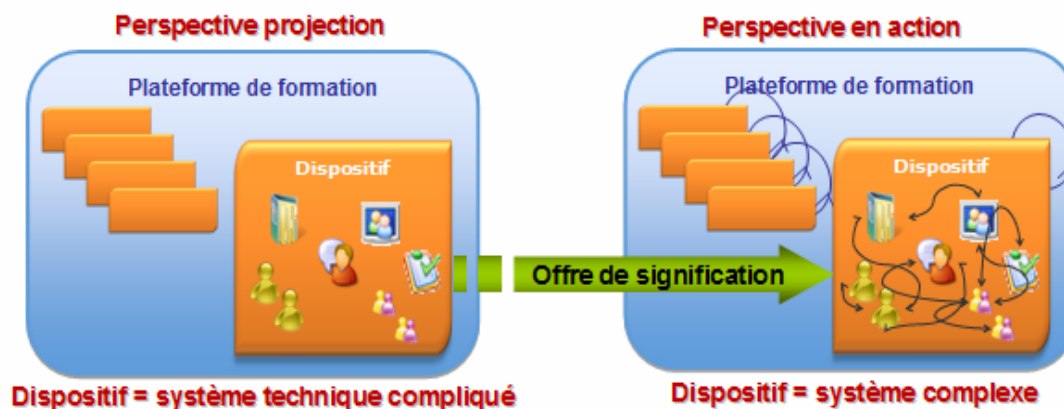 Perspective projection
Plateforme de formation
Dispositif
Dispositif = système technique compliqué
Offre de signification
Perspective en action
Plateforme de formation
Dispositif
Dispositif = système complexe